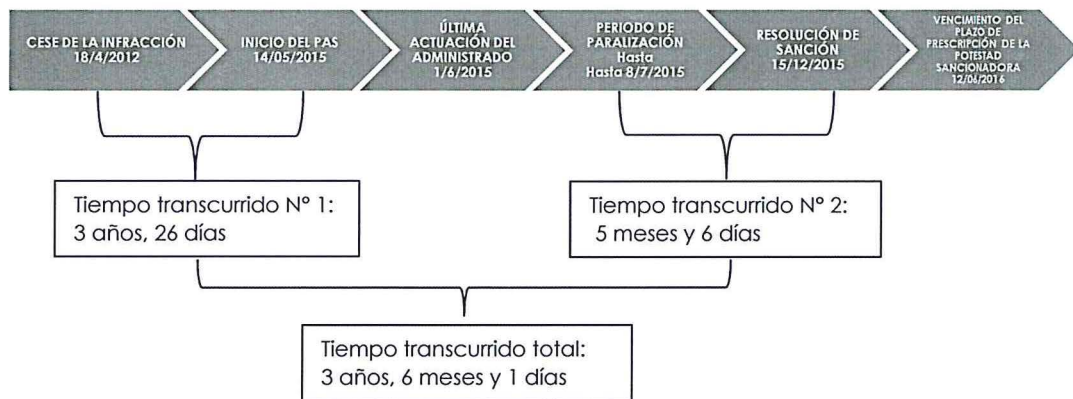 CESE DE LA INFRACCIÓN
18/4/2012
INICIO DEL PAS
14/05/2015
ÚLTIMA
ACTUACIÓN DEL
ADMINISTRADO
1/6/2015
PERIODO DE
PARALIZACIÓN
Hasta
Hasta 8/7/2015
RESOLUCIÓN DE
SANCIÓN
15/12/2015
VENCIMIENTO DEL
PLAZO DE
PRESCRIPCIÓN DE LA
POTESTAD
SANCIONADORA
12/06/2016
Tiempo transcurrido N° 1:
3 años, 26 días
Tiempo transcurrido N° 2:
5 meses y 6 días
Tiempo transcurrido total:
3 años, 6 meses y 1 días